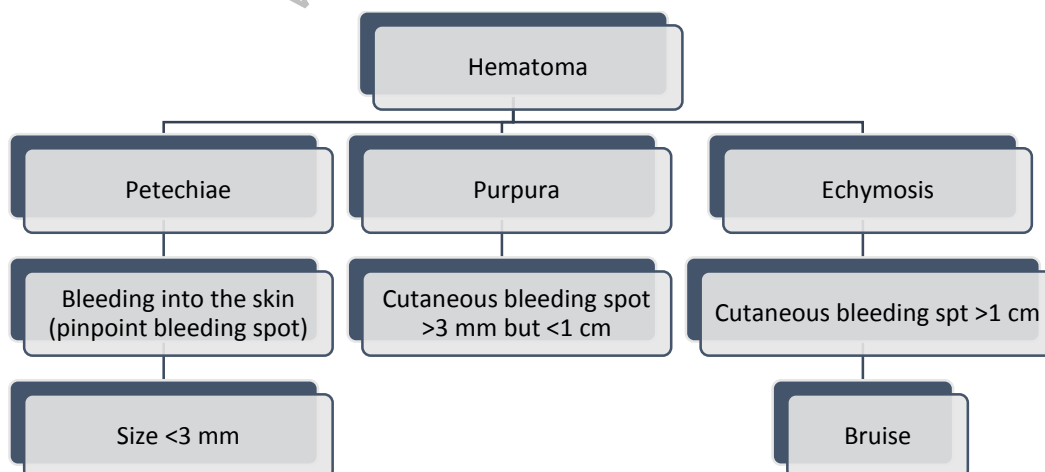 Hematoma
Petechiae
Purpura
Echymosis
Bleeding into the skin
(pinpoint bleeding spot)
Cutaneous bleeding spot
>3 mm but <1 cm
Cutaneous bleeding spt >1 cm
Size <3 mm
Bruise